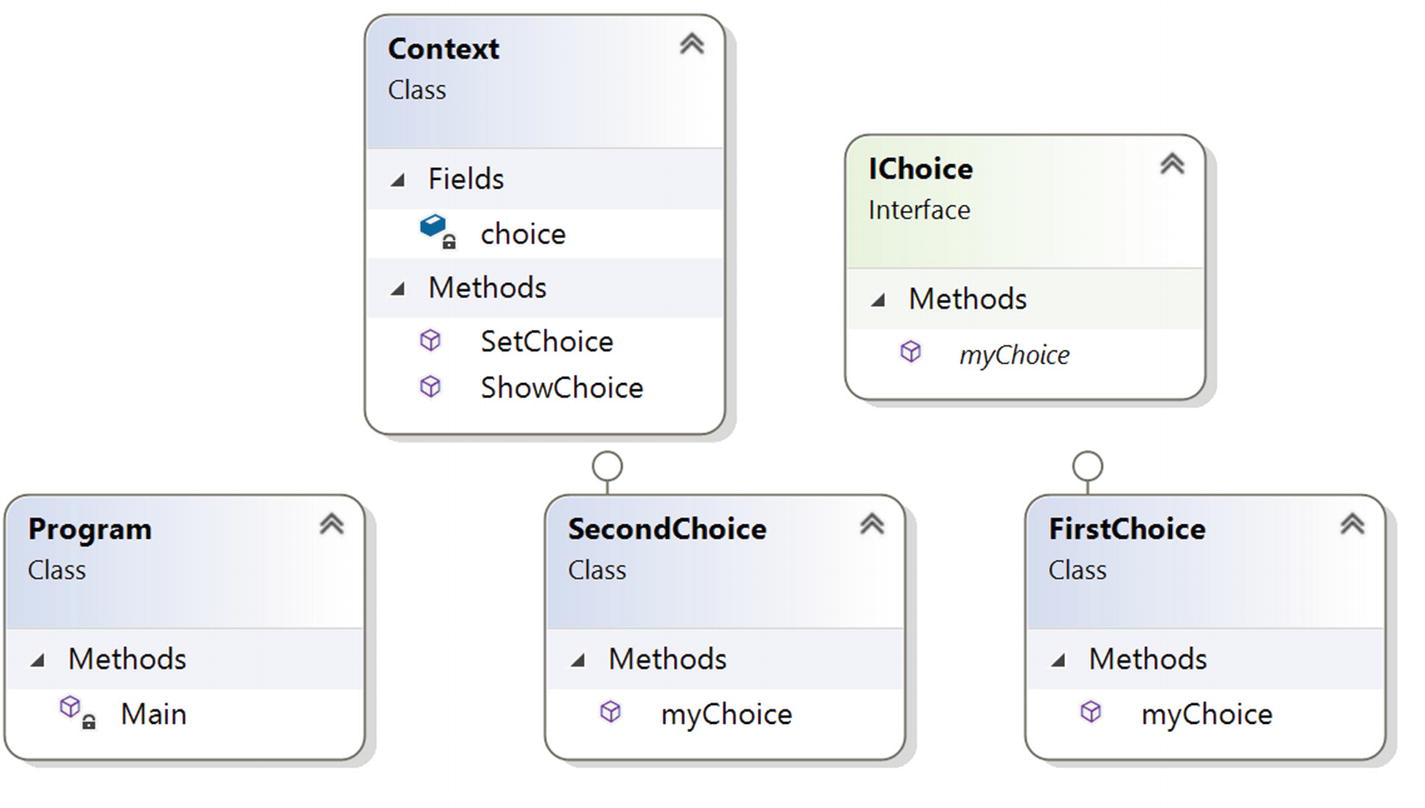 Context
Class
Fields
choice
Methods
SetChoice
ShowChoice
IChoice
Interface
Methods
myChoice
Program
Class
Methods
Main
SecondChoice
Class
Methods
myChoice
FirstChoice
Class
Methods
myChoice